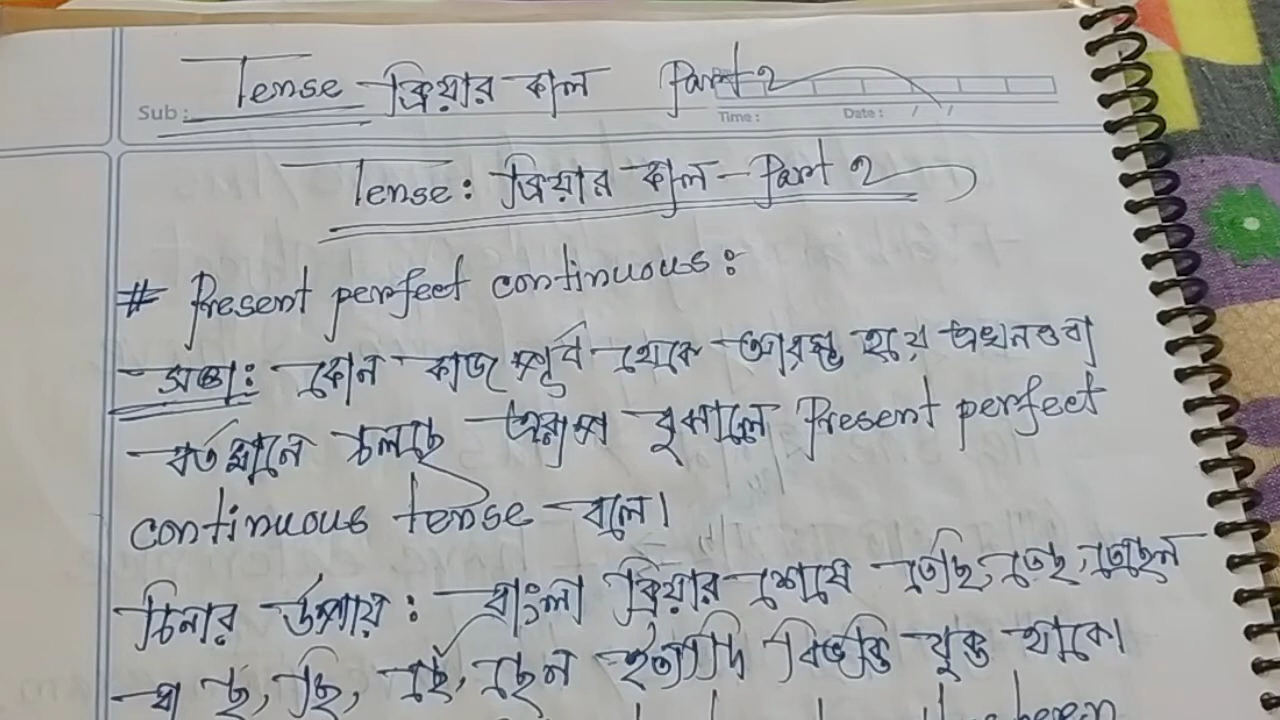 Tense - ক্রিয়ার কাল Part 2
Sub :
Time : Date : / /
Tense : ক্রিয়ার কাল - Part 2
# Present perfect continuous :
সজ্ঞা : কোন কাজ পূর্ব থেকে আরম্ভ হয়ে এখনও বা
বর্তমানে চলছে এরূপ বুঝালে Present perfect
continuous tense বলে।
চিনার উপায় : বাংলা ক্রিয়ার শেষে তেছি, তেছ, তেছেন
বা ছ, ছি, ছে, ছেন ইত্যাদি বিভক্তি যুক্ত থাকে।